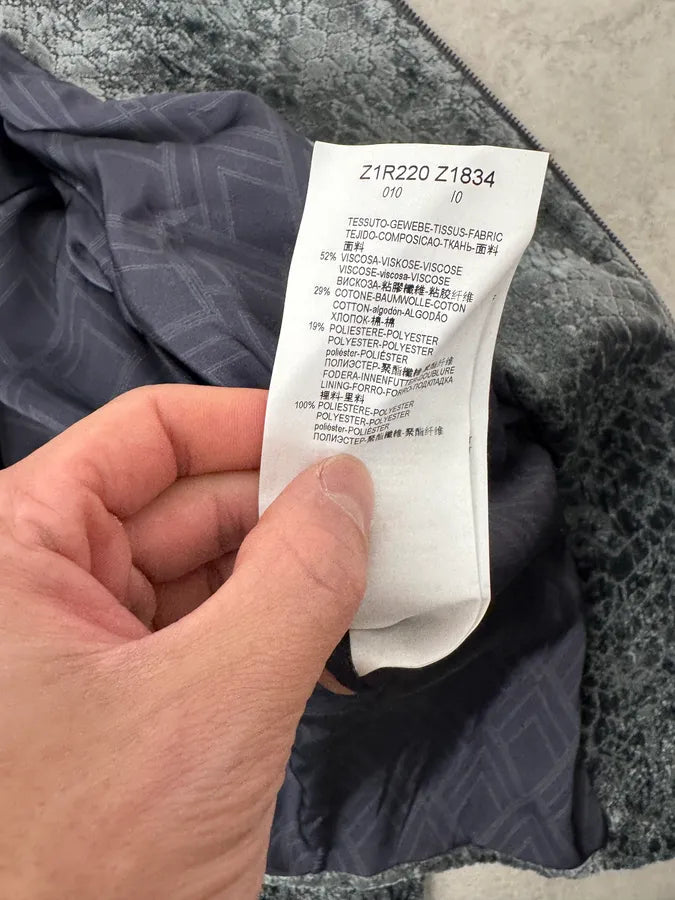 Z1R220 Z1834
010 10
TESSUTO-GEWEBE-TISSUS-FABRIC
TEJIDO-COMPOSICAO-ТКАНЬ-面料
面料
52% VISCOSA-VISKOSE-VISCOSE
VISCOSE-viscosa-VISCOSE
ВИСКОЗА-粘膠纖維-粘胶纤维
29% COTONE-BAUMWOLLE-COTON
COTTON-algodón-ALGODÃO
ХЛОПОК-棉-棉
19% POLIESTERE-POLYESTER
POLYESTER-POLYESTER
poliéster-POLIÉSTER
ПОЛИЭСТЕР-聚酯纖維-聚酯纤维
FODERA-INNENFUTTER-DOUBLURE
LINING-FORRO-FORRO-ПОДКЛАДКА
裡料-里料
100% POLIESTERE-POLYESTER
POLYESTER-POLYESTER
poliéster-POLIÉSTER
ПОЛИЭСТЕР-聚酯纖維-聚酯纤维